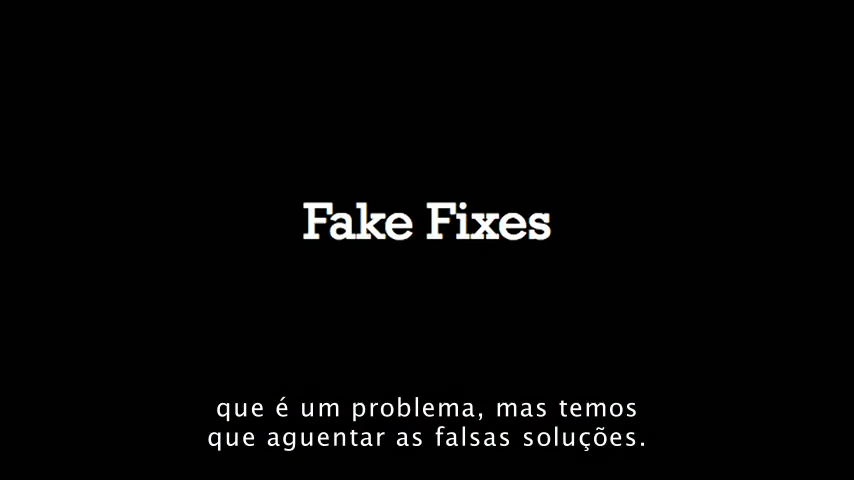 Fake Fixes
que é um problema, mas temos
que aguentar as falsas soluções.